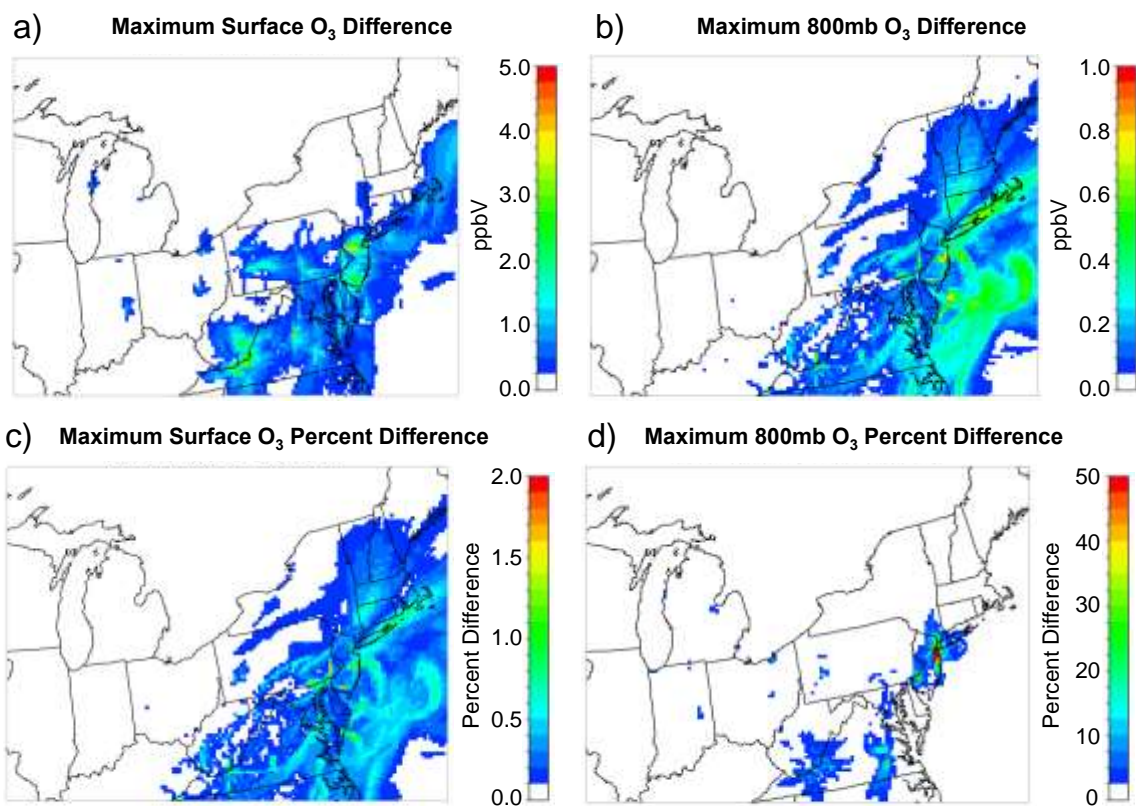 a) Maximum Surface O₃ Difference
5.0
4.0
3.0
2.0
1.0
0.0
ppbV
b) Maximum 800mb O₃ Difference
1.0
0.8
0.6
0.4
0.2
0.0
ppbV
c) Maximum Surface O₃ Percent Difference
2.0
1.5
1.0
0.5
0.0
Percent Difference
d) Maximum 800mb O₃ Percent Difference
50
40
30
20
10
0
Percent Difference